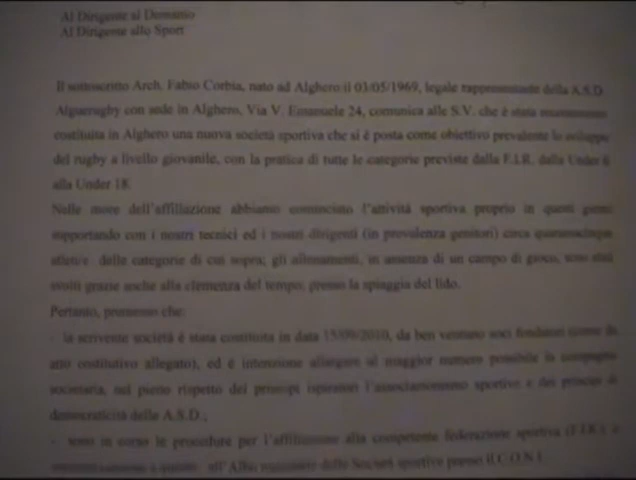 Al Dirigente al Demanio
Al Dirigente allo Sport
Il sottoscritto Arch. Fabio Corbia, nato ad Alghero il 03/05/1969, legale rappresentante della A.S.D.
Alguerugby con sede in Alghero, Via V. Emanuele 24, comunica alle S.V. che è stata recentemente
costituita in Alghero una nuova società sportiva che si è posta come obiettivo prevalente lo sviluppo
del rugby a livello giovanile, con la pratica di tutte le categorie previste dalla F.I.R. dalla Under 6
alla Under 18.
Nelle more dell'affiliazione abbiamo cominciato l'attività sportiva proprio in questi giorni
supportando con i nostri tecnici ed i nostri dirigenti (in prevalenza genitori) circa quarantacinque
atleti/e delle categorie di cui sopra; gli allenamenti, in assenza di un campo di gioco, sono stati
svolti grazie anche alla clemenza del tempo, presso la spiaggia del lido.
Pertanto, premesso che:
- la scrivente società è stata costituita in data 15/09/2010, da ben ventuno soci fondatori (come da
atto costitutivo allegato), ed è intenzione allargare al maggior numero possibile la compagine
societaria, nel pieno rispetto dei principi ispiratori l'associazionismo sportivo e dei principi di
democraticità delle A.S.D.;
- sono in corso le procedure per l'affiliazione alla competente federazione sportiva (F.I.R.) e
all'Albo nazionale delle Società sportive presso il C.O.N.I.